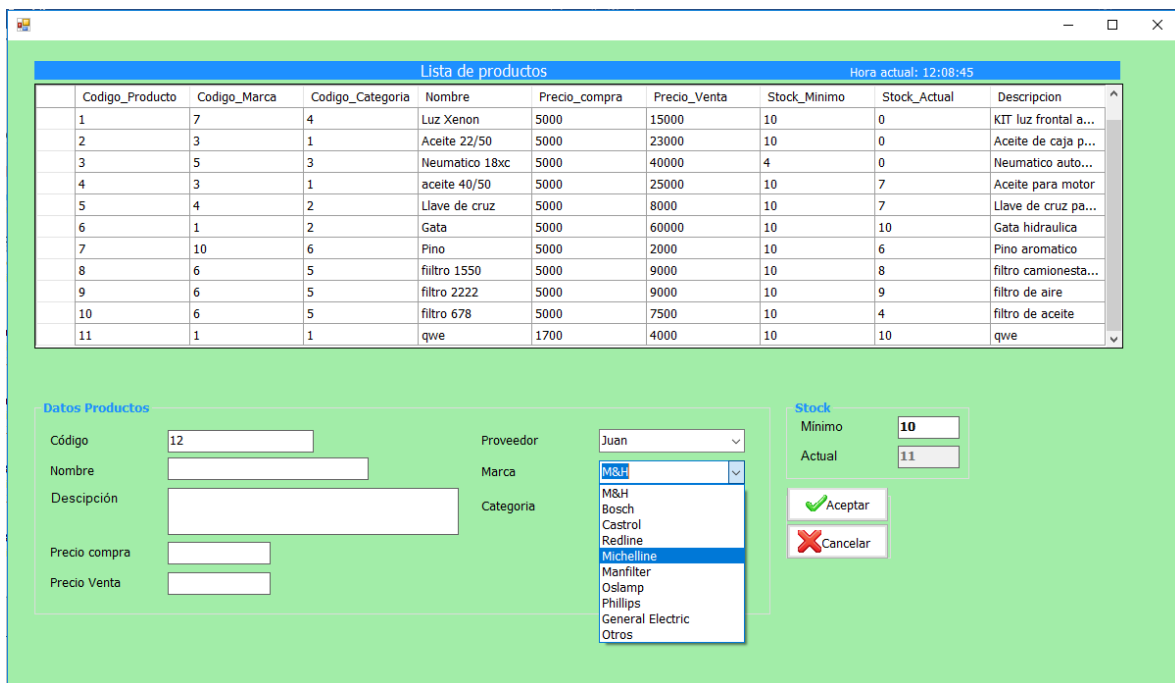 Lista de productos Hora actual: 12:08:45
Codigo_Producto Codigo_Marca Codigo_Categoria Nombre Precio_compra Precio_Venta Stock_Minimo Stock_Actual Descripcion
1 7 4 Luz Xenon 5000 15000 10 0 KIT luz frontal a...
2 3 1 Aceite 22/50 5000 23000 10 0 Aceite de caja p...
3 5 3 Neumatico 18xc 5000 40000 4 0 Neumatico auto...
4 3 1 aceite 40/50 5000 25000 10 7 Aceite para motor
5 4 2 Llave de cruz 5000 8000 10 7 Llave de cruz pa...
6 1 2 Gata 5000 60000 10 10 Gata hidraulica
7 10 6 Pino 5000 2000 10 6 Pino aromatico
8 6 5 fiiltro 1550 5000 9000 10 8 filtro camionesta...
9 6 5 filtro 2222 5000 9000 10 9 filtro de aire
10 6 5 filtro 678 5000 7500 10 4 filtro de aceite
11 1 1 qwe 1700 4000 10 10 qwe
Datos Productos
Código 12
Nombre
Descipción
Precio compra
Precio Venta
Proveedor Juan
Marca M&H
M&H
Bosch
Castrol
Redline
Michelline
Manfilter
Oslamp
Phillips
General Electric
Otros
Categoria
Stock
Mínimo 10
Actual 11
Aceptar
Cancelar